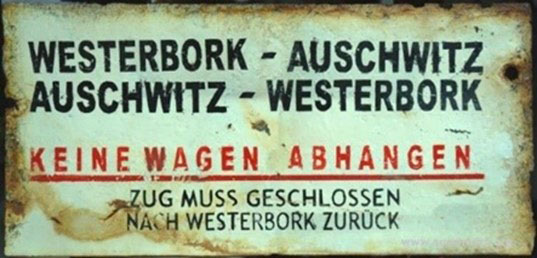 WESTERBORK - AUSCHWITZ
AUSCHWITZ - WESTERBORK
KEINE WAGEN ABHANGEN
ZUG MUSS GESCHLOSSEN
NACH WESTERBORK ZURÜCK